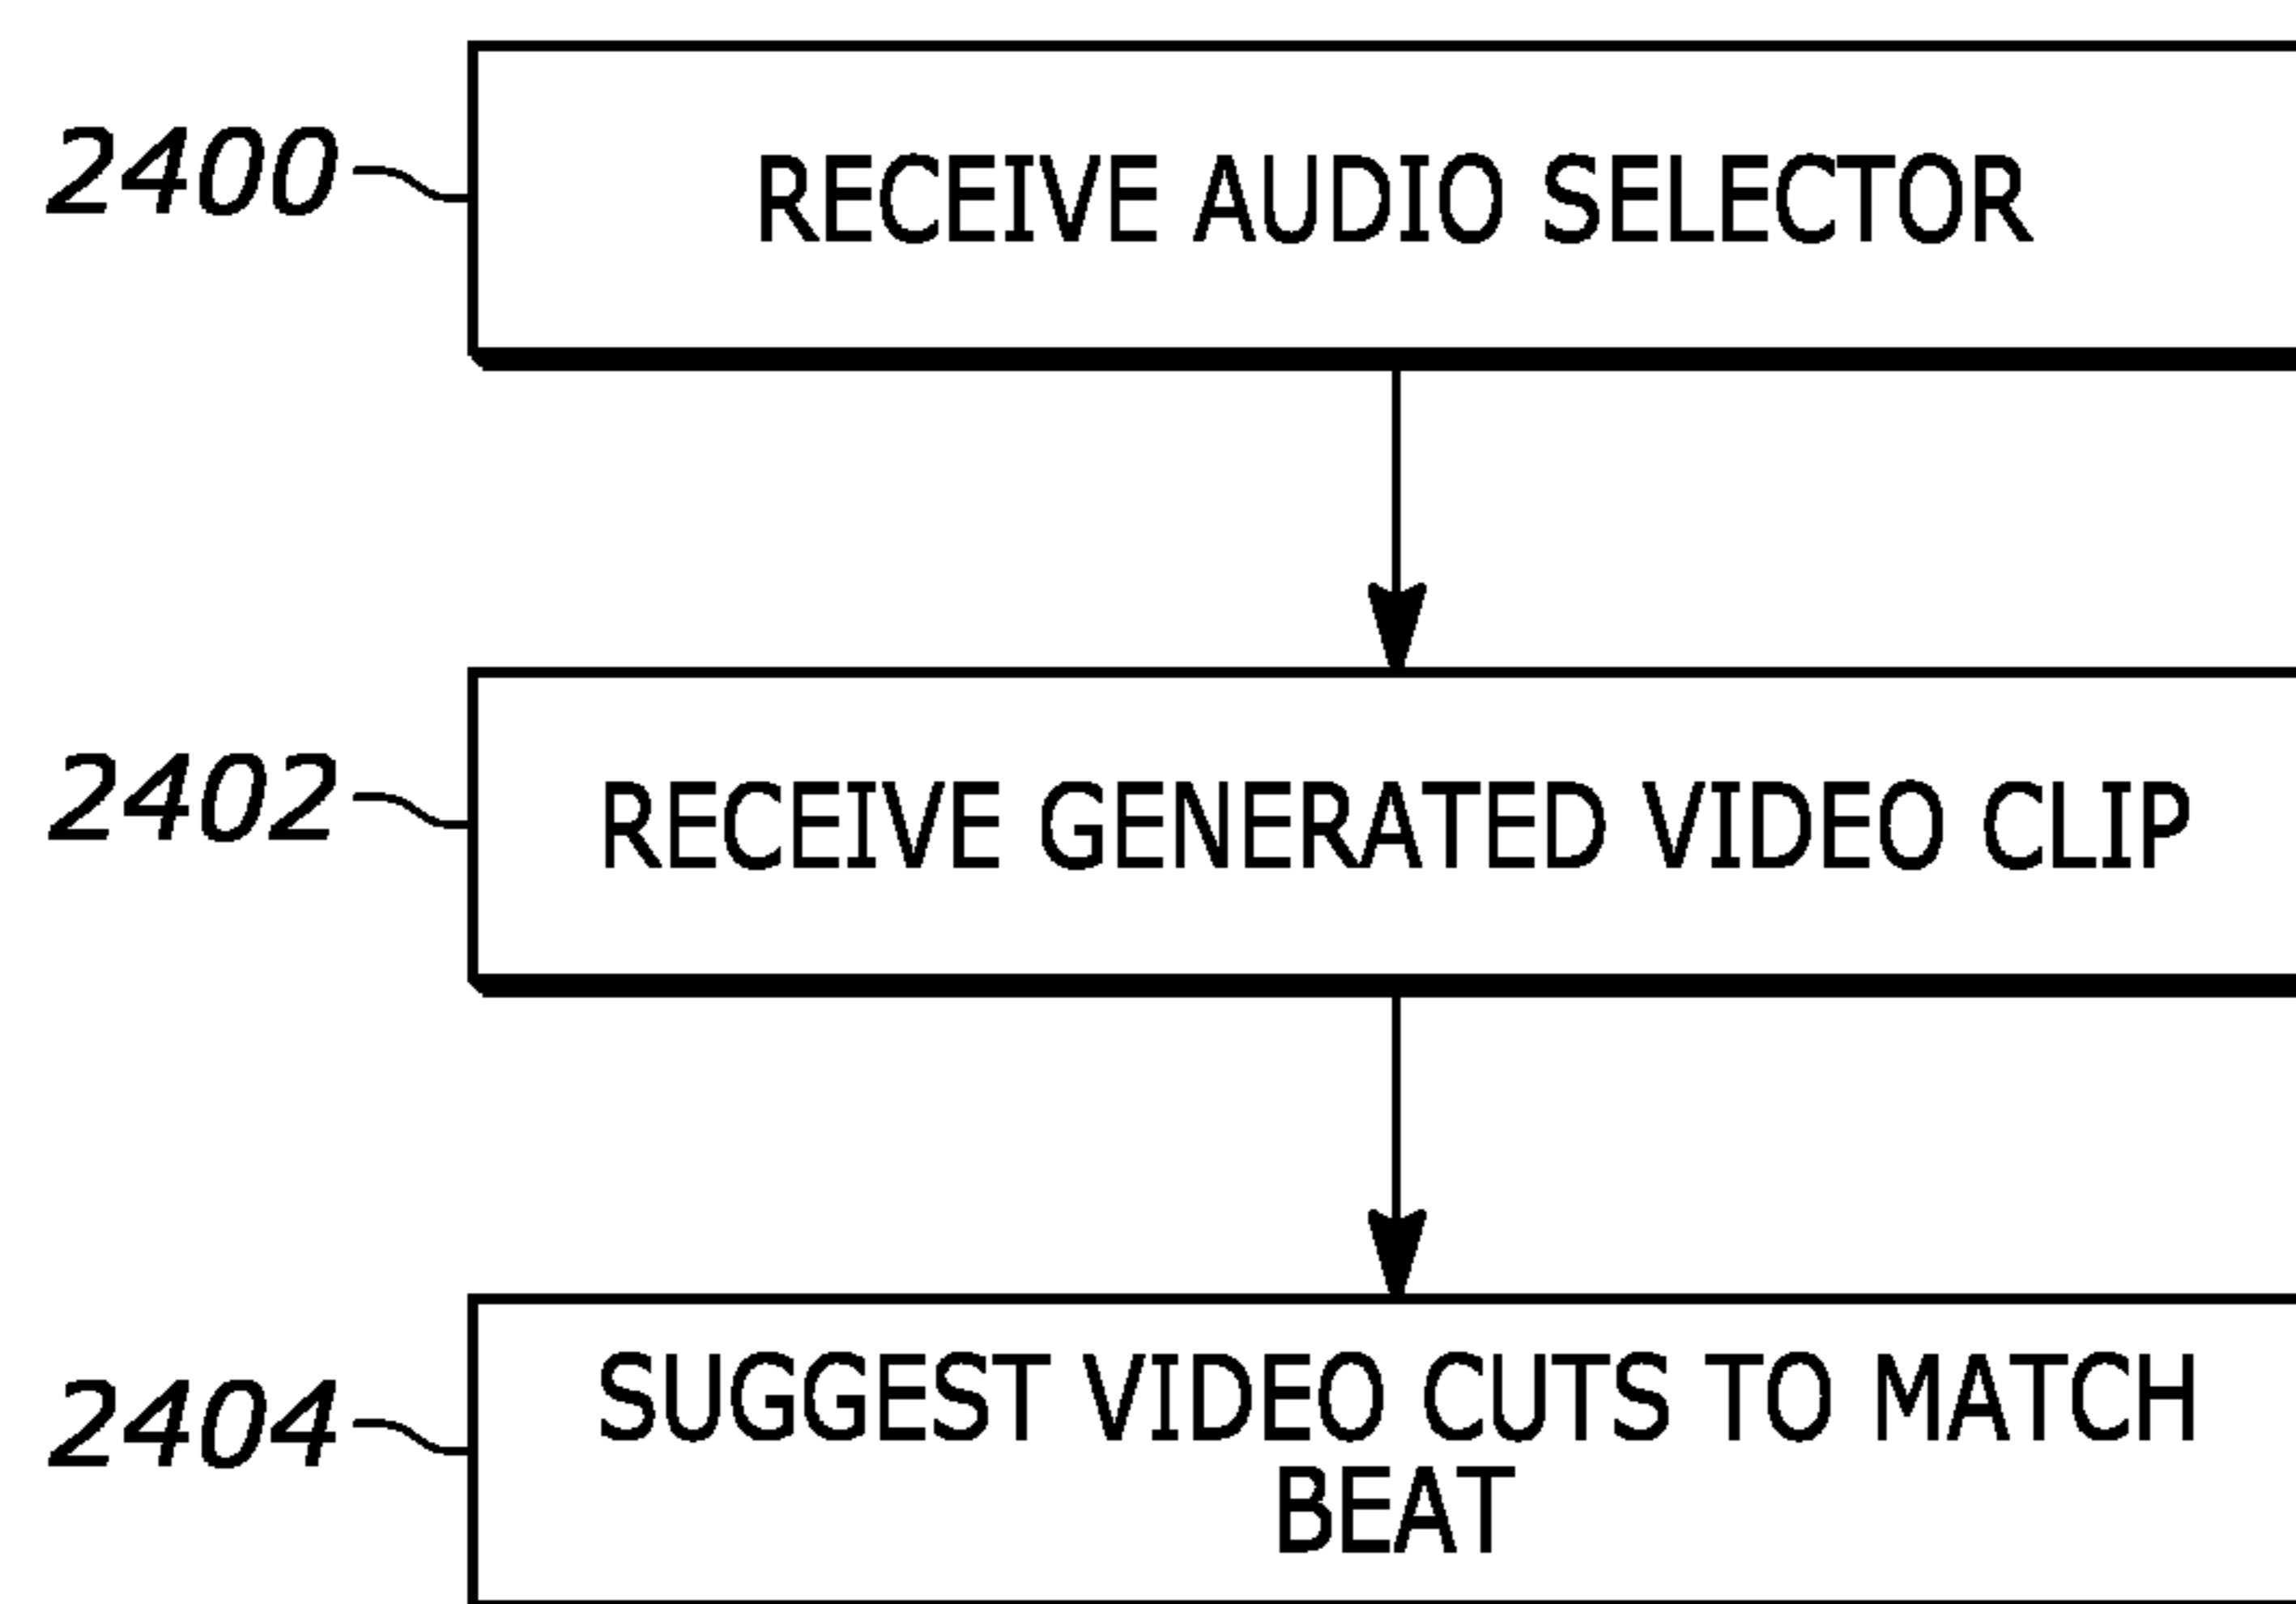 2400
RECEIVE AUDIO SELECTOR
2402
RECEIVE GENERATED VIDEO CLIP
2404
SUGGEST VIDEO CUTS TO MATCH
BEAT